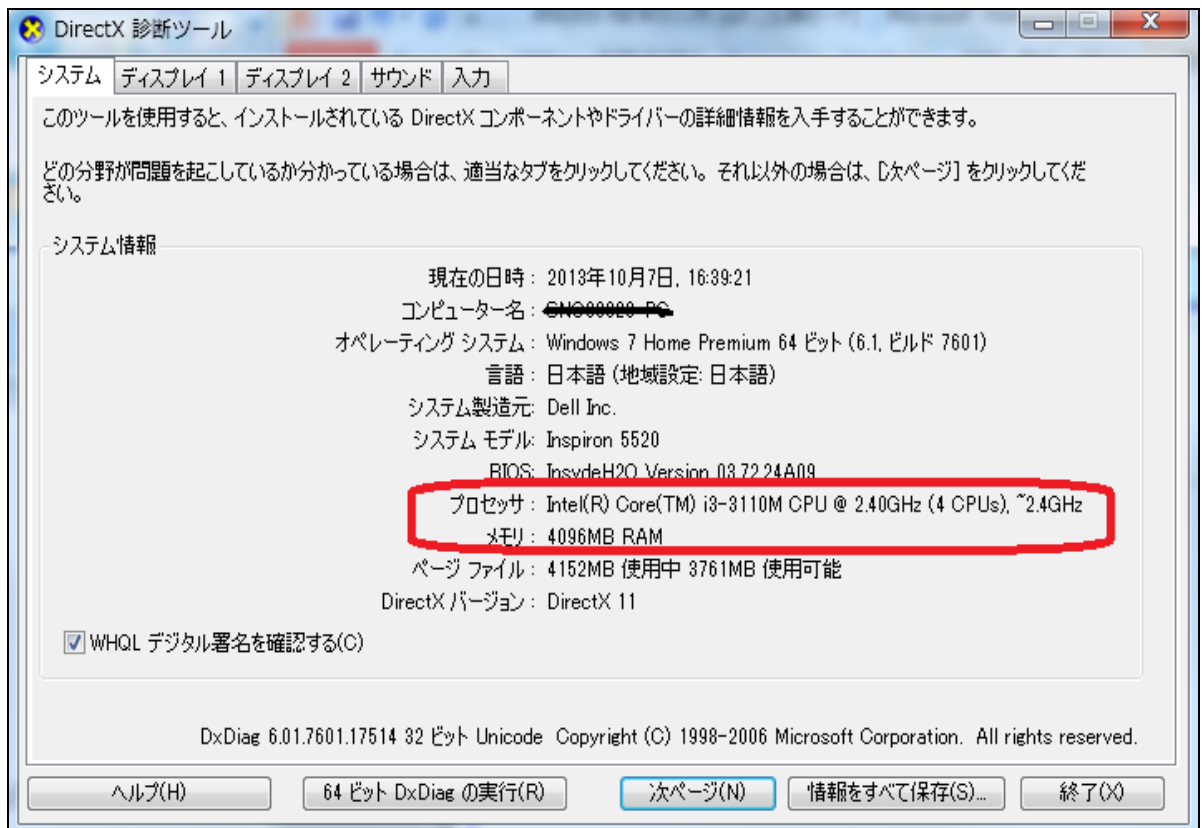 DirectX 診断ツール
システム ディスプレイ 1 ディスプレイ 2 サウンド 入力
このツールを使用すると、インストールされている DirectX コンポーネントやドライバーの詳細情報を入手することができます。
どの分野が問題を起こしているか分かっている場合は、適当なタブをクリックしてください。それ以外の場合は、[次ページ] をクリックしてくだ
さい。
システム情報
現在の日時： 2013年10月7日, 16:39:21
コンピューター名：
オペレーティング システム： Windows 7 Home Premium 64 ビット (6.1, ビルド 7601)
言語： 日本語 (地域設定: 日本語)
システム製造元: Dell Inc.
システム モデル: Inspiron 5520
BIOS: InsydeH2O Version 03.72.24A09
プロセッサ： Intel(R) Core(TM) i3-3110M CPU @ 2.40GHz (4 CPUs), ~2.4GHz
メモリ： 4096MB RAM
ページ ファイル： 4152MB 使用中 3761MB 使用可能
DirectX バージョン： DirectX 11
WHQL デジタル署名を確認する(C)
DxDiag 6.01.7601.17514 32 ビット Unicode Copyright (C) 1998-2006 Microsoft Corporation. All rights reserved.
ヘルプ(H) 64 ビット DxDiag の実行(R) 次ページ(N) 情報をすべて保存(S)... 終了(X)